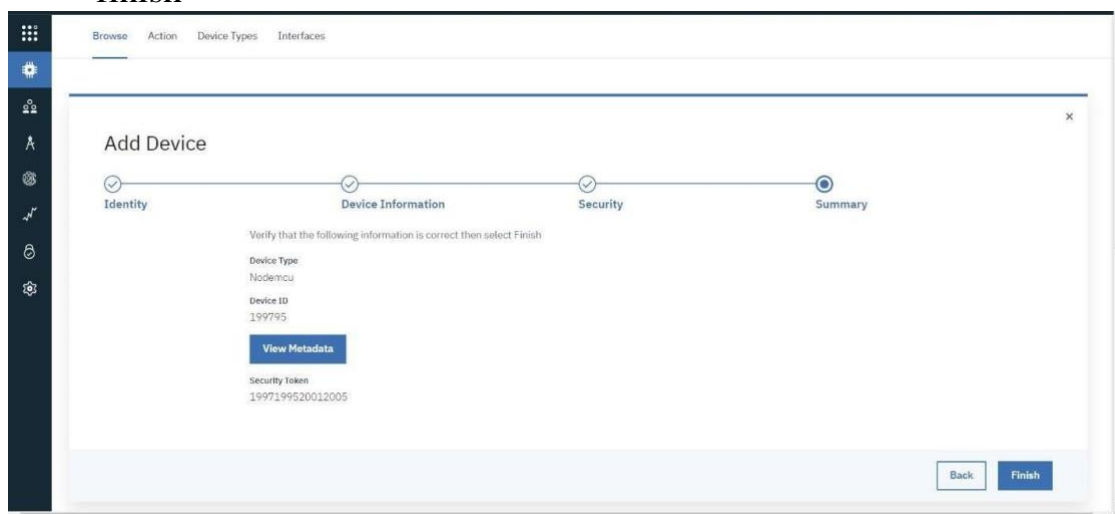 finish
Browse Action Device Types Interfaces
Add Device
Identity Device Information Security Summary
Verify that the following information is correct then select Finish
Device Type
Nodemcu
Device ID
199795
View Metadata
Security Token
1997199520012005
Back Finish